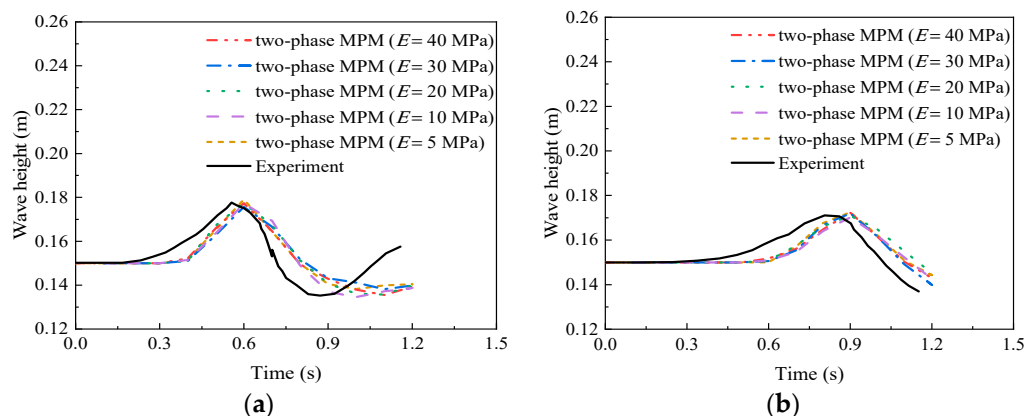 0.26
0.24
0.22
0.20
0.18
0.16
0.14
0.12
Wave height (m)
two-phase MPM (E= 40 MPa)
two-phase MPM (E= 30 MPa)
two-phase MPM (E= 20 MPa)
two-phase MPM (E= 10 MPa)
two-phase MPM (E= 5 MPa)
Experiment
0.0 0.3 0.6 0.9 1.2 1.5
Time (s)
(a)
0.26
0.24
0.22
0.20
0.18
0.16
0.14
0.12
Wave height (m)
two-phase MPM (E= 40 MPa)
two-phase MPM (E= 30 MPa)
two-phase MPM (E= 20 MPa)
two-phase MPM (E= 10 MPa)
two-phase MPM (E= 5 MPa)
Experiment
0.0 0.3 0.6 0.9 1.2 1.5
Time (s)
(b)